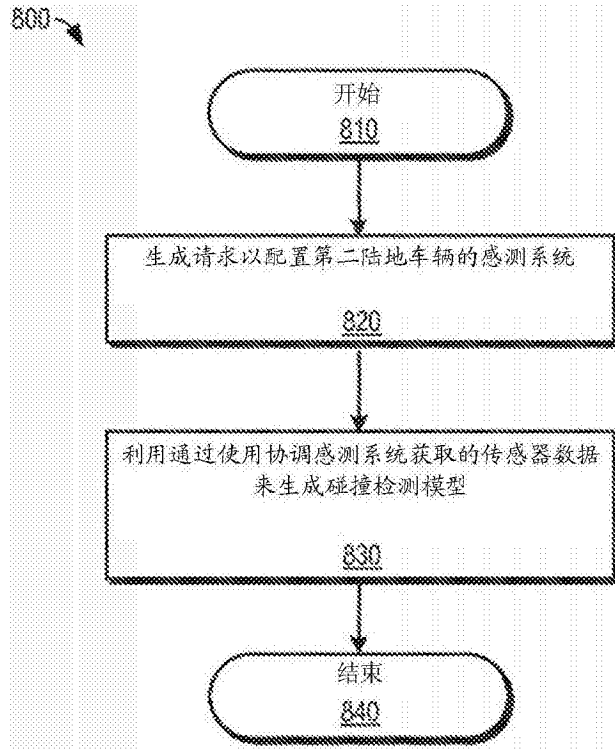 800
开始
810
生成请求以配置第二陆地车辆的感测系统
820
利用通过使用协调感测系统获取的传感器数据
来生成碰撞检测模型
830
结束
840